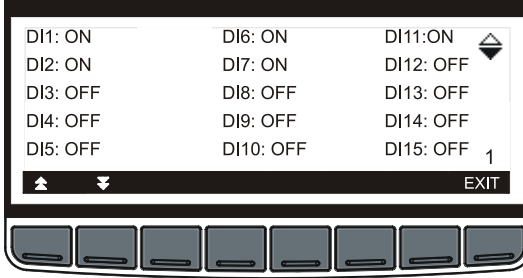 DI1: ON DI6: ON DI11:ON
DI2: ON DI7: ON DI12: OFF
DI3: OFF DI8: OFF DI13: OFF
DI4: OFF DI9: OFF DI14: OFF
DI5: OFF DI10: OFF DI15: OFF
1
EXIT